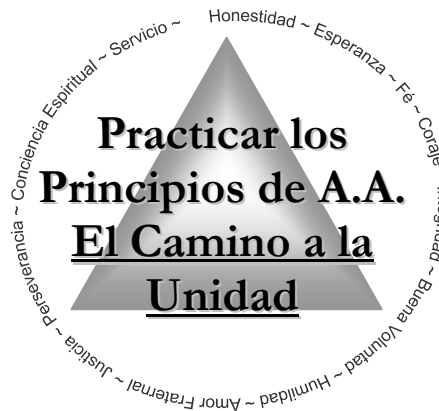 Honestidad ~ Esperanza ~ Fé ~ Coraje ~ Integridad ~ Buena Voluntad ~ Humildad ~ Amor Fraternal ~ Justicia ~ Perseverancia ~ Conciencia Espiritual ~ Servicio ~
Practicar los
Principios de A.A.
El Camino a la
Unidad